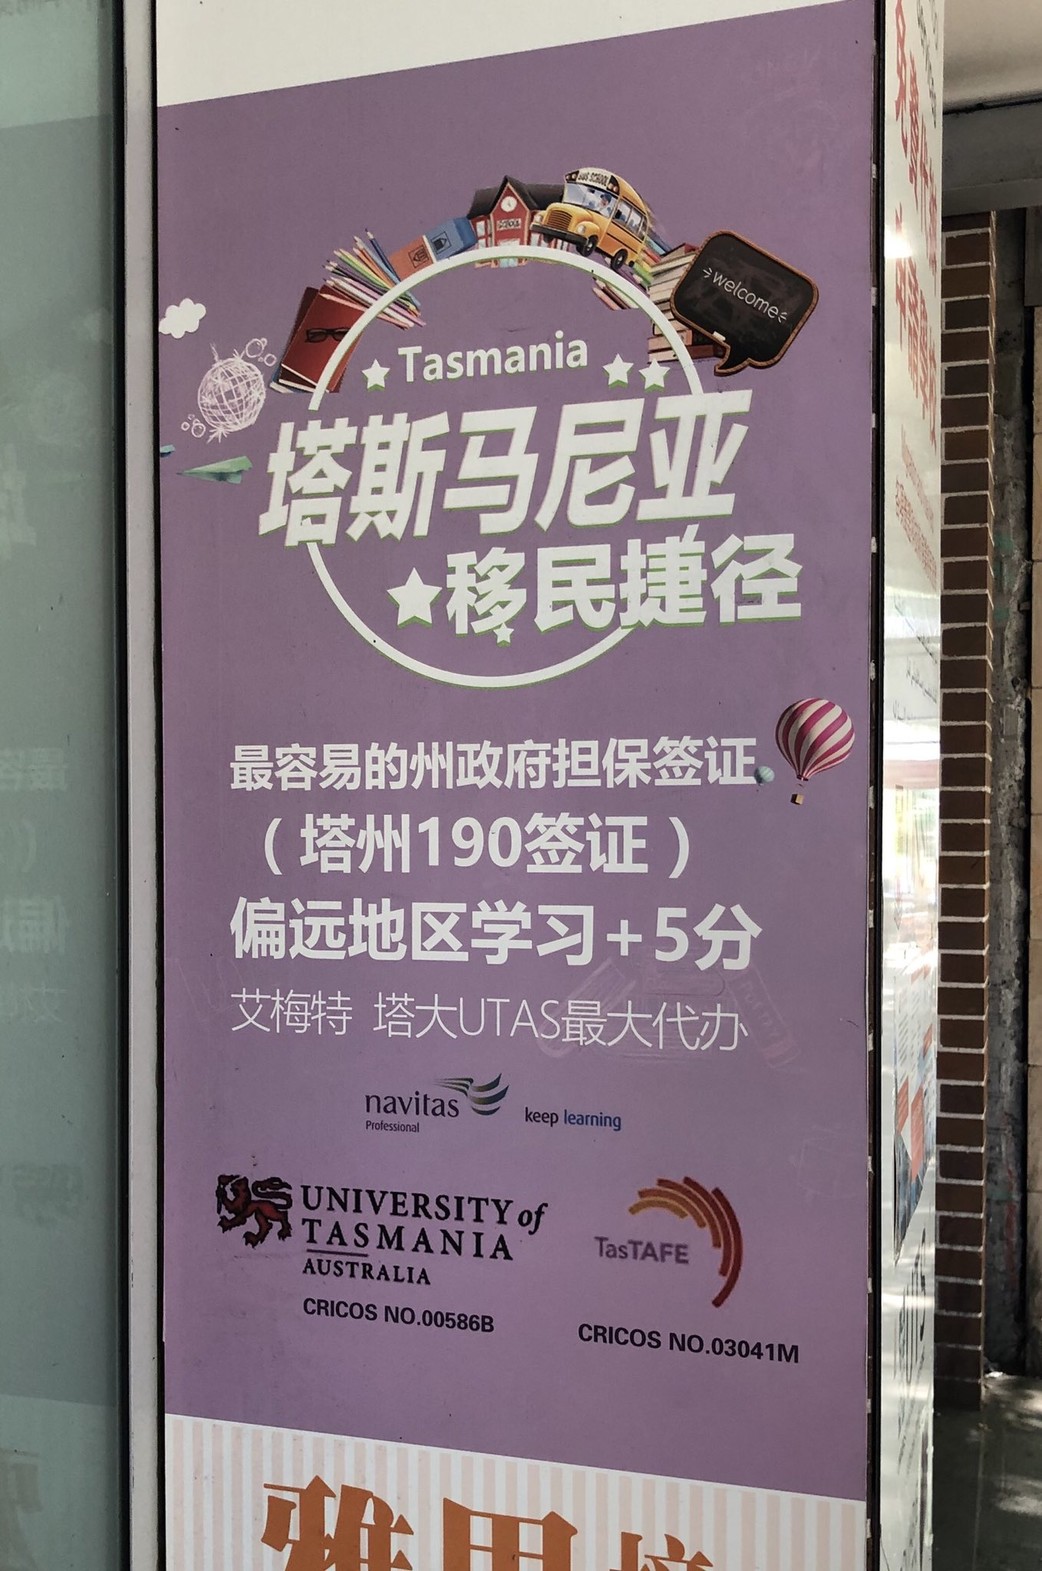 welcome
Tasmania
塔斯马尼亚
移民捷径
最容易的州政府担保签证
（塔州190签证）
偏远地区学习+5分
艾梅特 塔大UTAS最大代办
navitas
Professional
keep learning
UNIVERSITY of
TASMANIA
AUSTRALIA
CRICOS NO.00586B
TasTAFE
CRICOS NO.03041M
雅思培